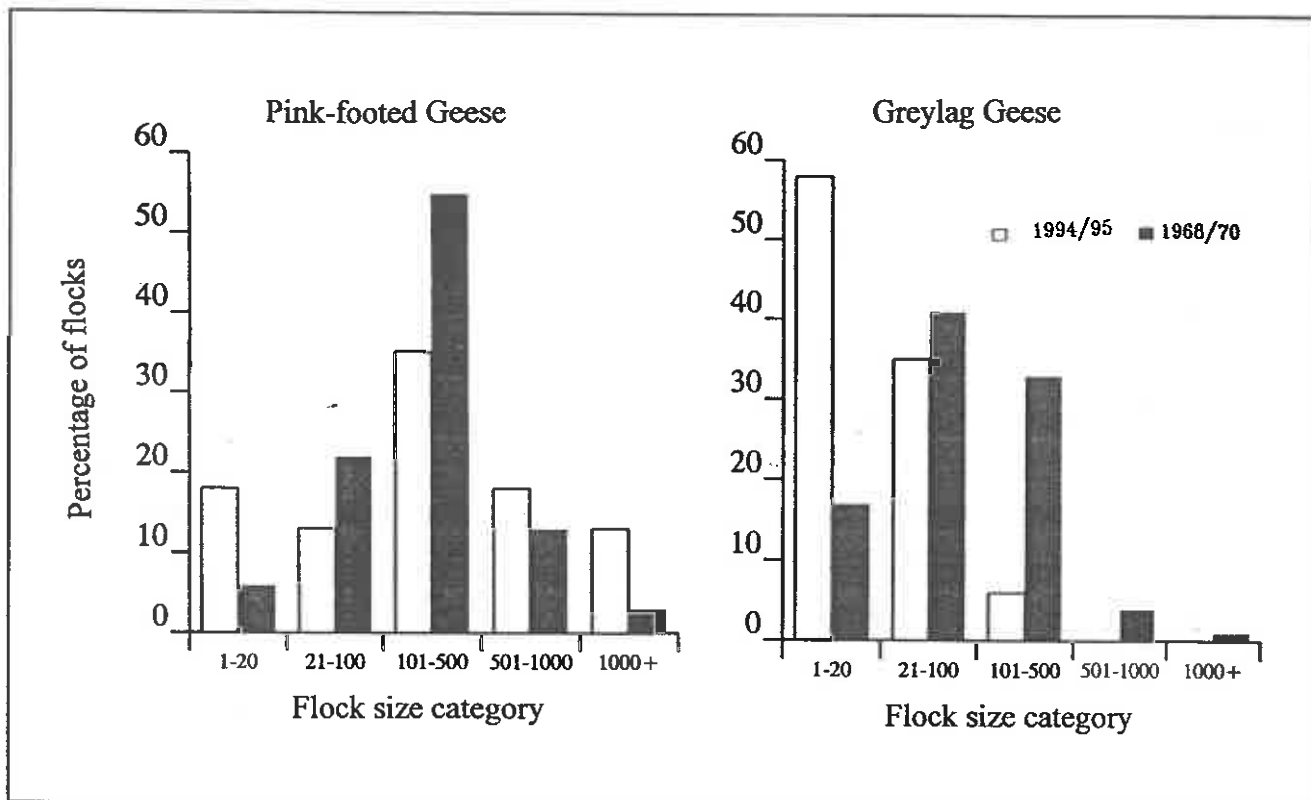 Pink-footed Geese
60
50
40
30
20
10
0
Percentage of flocks
1-20 21-100 101-500 501-1000 1000+
Flock size category
Greylag Geese
60
50
40
30
20
10
0
1994/95 1968/70
1-20 21-100 101-500 501-1000 1000+
Flock size category